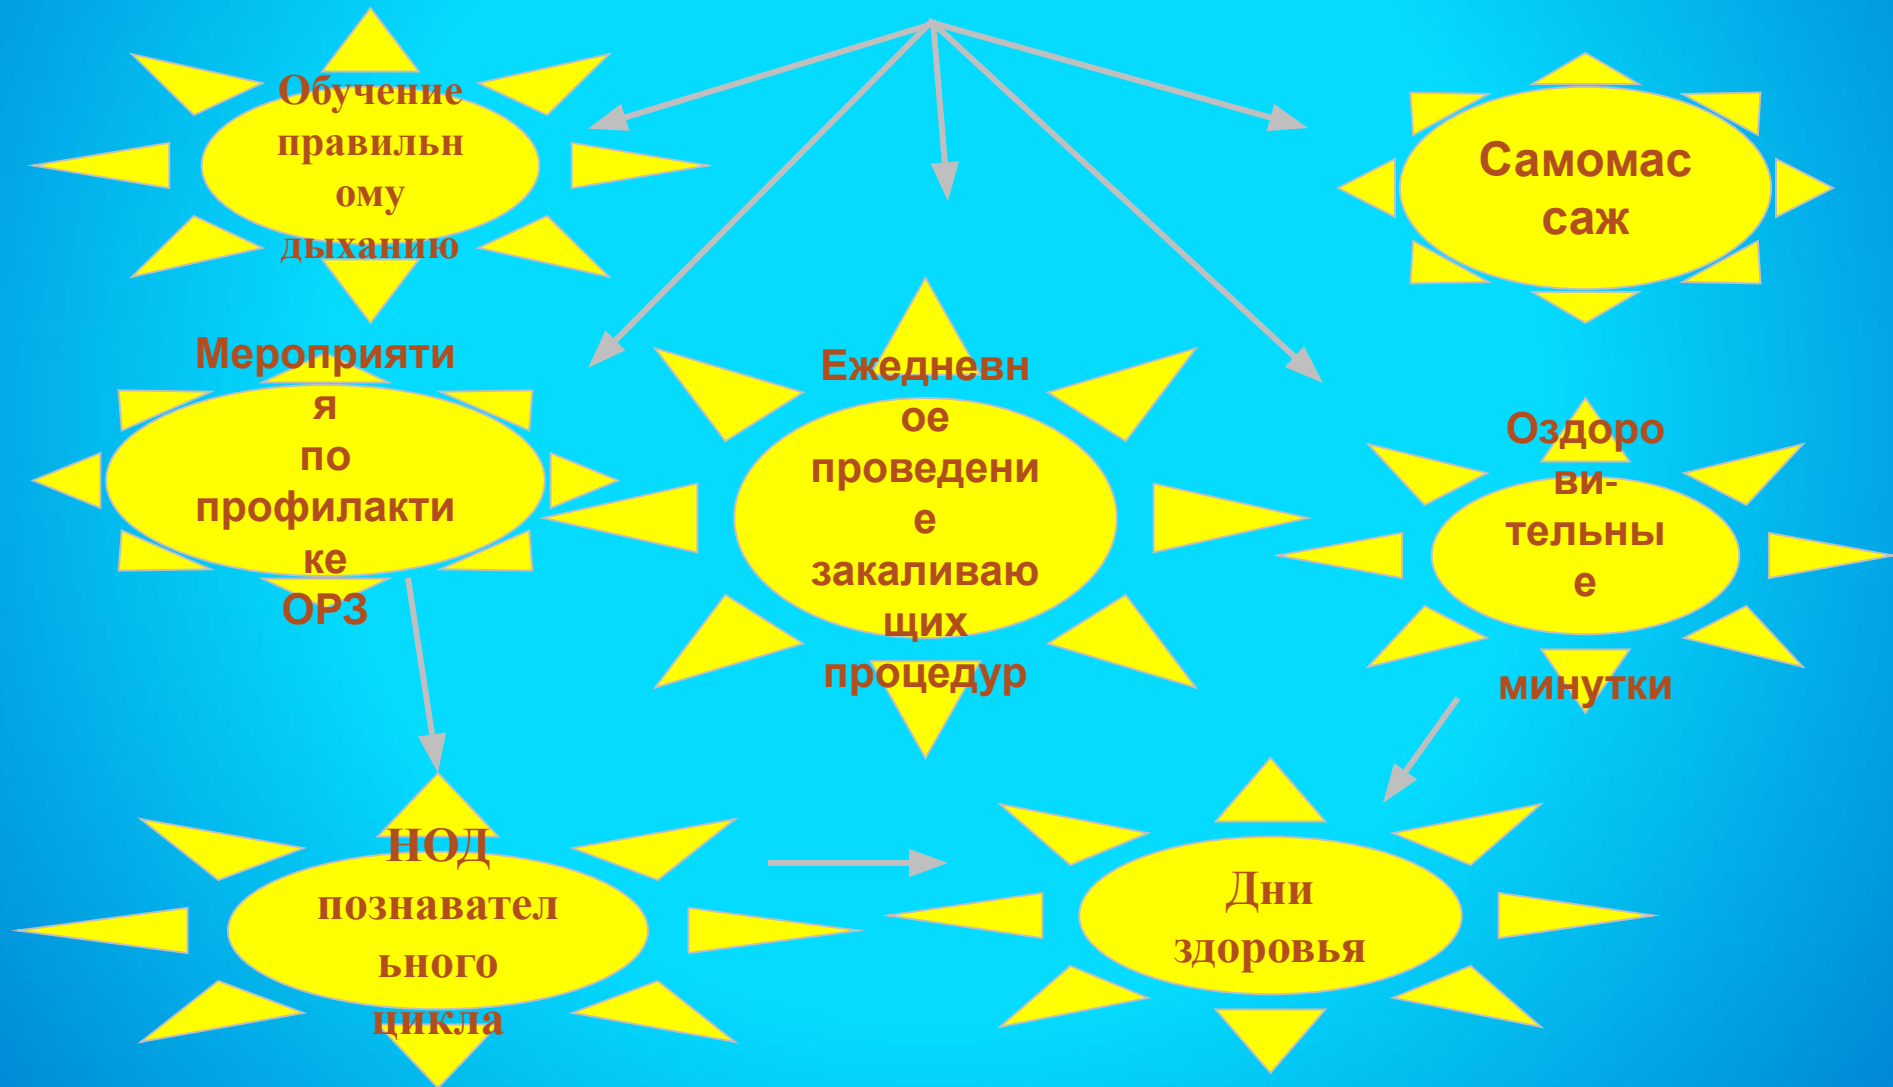 Обучение
правильн
ому
дыханию
Самомас
саж
Мероприяти
я
по
профилакти
ке
ОРЗ
Ежедневн
ое
проведени
е
закаливаю
щих
процедур
Оздоро
ви-
тельны
е
минутки
НОД
познавател
ьного
цикла
Дни
здоровья